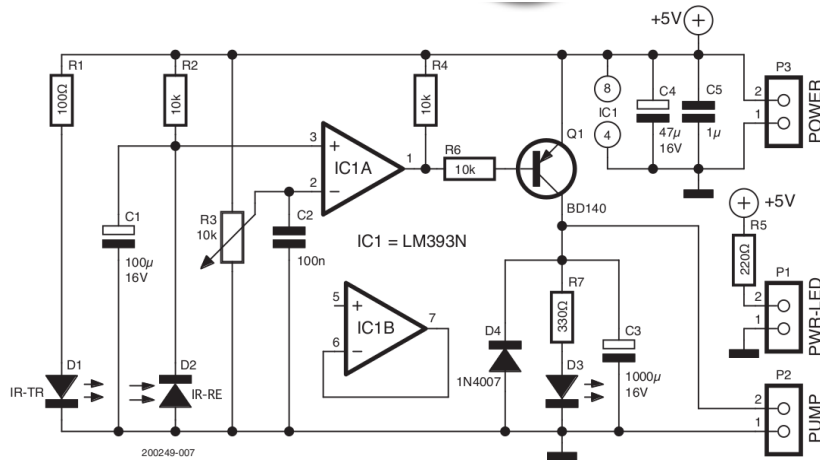 +5V
R1
100Ω
R2
10k
R4
10k
8
IC1
4
C4
47µ
16V
C5
1µ
P3
2
1
POWER
3
+
IC1A
1
2
−
R6
10k
Q1
BD140
C1
100µ
16V
R3
10k
C2
100n
IC1 = LM393N
+5V
R5
220Ω
P1
2
1
PWR-LED
5
+
IC1B
7
6
−
D4
1N4007
R7
330Ω
D3
C3
1000µ
16V
D1
IR-TR
D2
IR-RE
P2
2
1
PUMP
200249-007